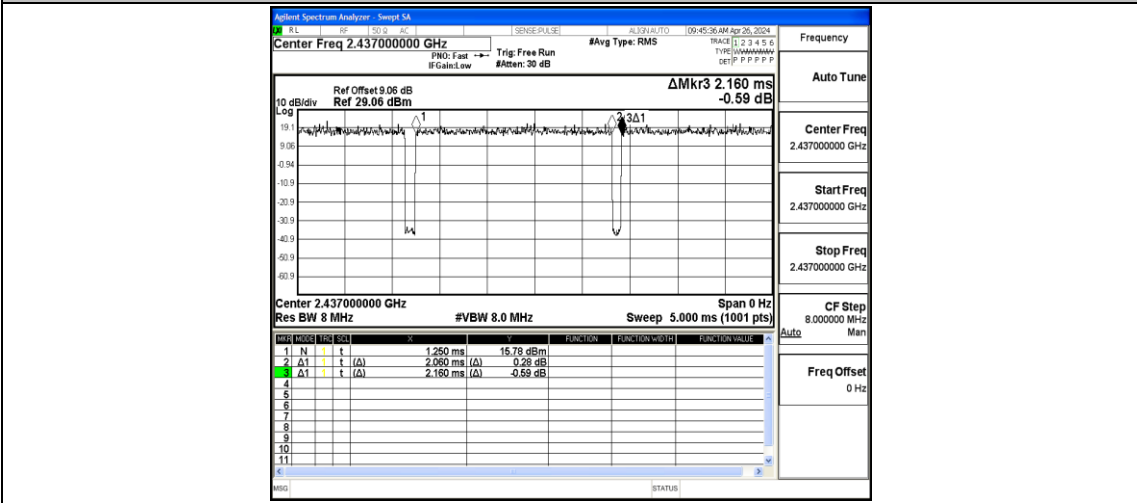 Agilent Spectrum Analyzer - Swept SA
RL RF 50 Ω AC SENSE:PULSE ALIGN AUTO 09:45:36 AM Apr 26, 2024
Center Freq 2.437000000 GHz #Avg Type: RMS TRACE 1 2 3 4 5 6
PNO: Fast Trig: Free Run TYPE
IFGain:Low #Atten: 30 dB DET P P P P P P
ΔMkr3 2.160 ms
Ref Offset 9.06 dB
10 dB/div Ref 29.06 dBm -0.59 dB
Log
1 2 3Δ1
19.1
9.06
-0.94
-10.9
-20.9
-30.9
-40.9
-50.9
-60.9
Center 2.437000000 GHz Span 0 Hz
Res BW 8 MHz #VBW 8.0 MHz Sweep 5.000 ms (1001 pts)
MKR MODE TRC SCL X Y FUNCTION FUNCTION WIDTH FUNCTION VALUE
1 N 1 t 1.250 ms 15.78 dBm
2 Δ1 1 t (Δ) 2.060 ms (Δ) 0.28 dB
3 Δ1 1 t (Δ) 2.160 ms (Δ) -0.59 dB
4
5
6
7
8
9
10
11
MSG STATUS
Frequency
Auto Tune
Center Freq
2.437000000 GHz
Start Freq
2.437000000 GHz
Stop Freq
2.437000000 GHz
CF Step
8.000000 MHz
Auto Man
Freq Offset
0 Hz